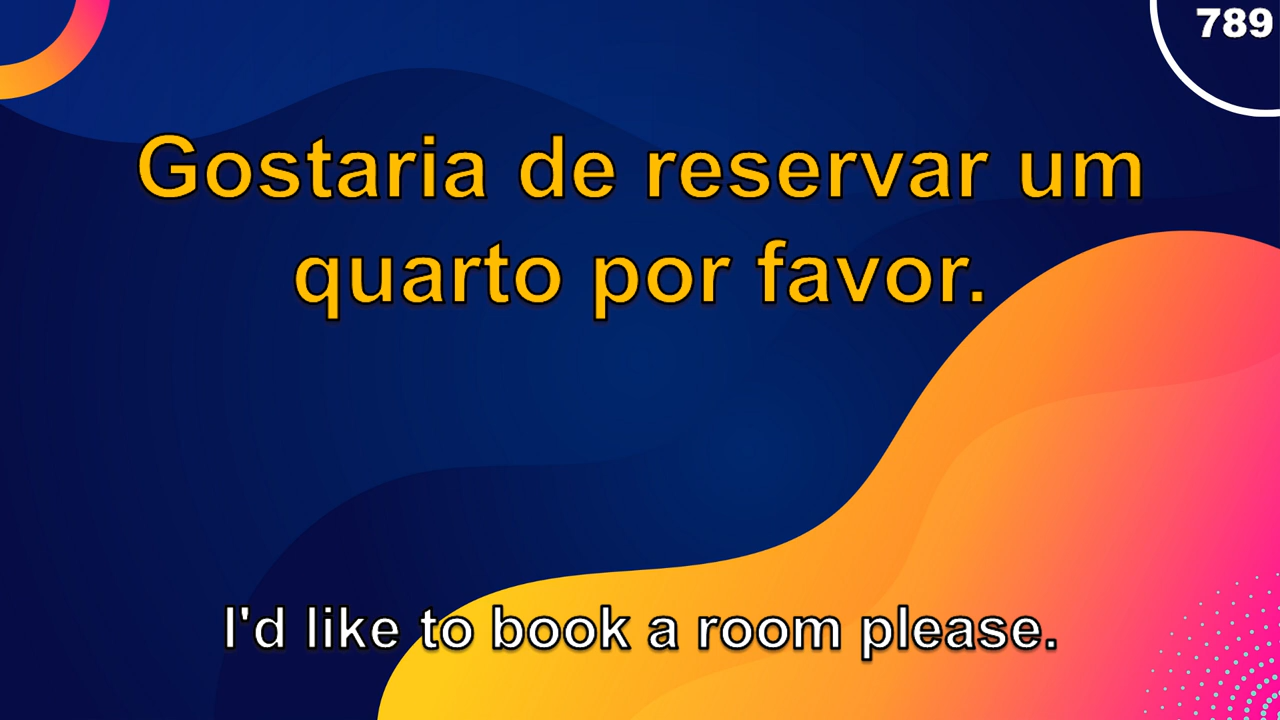 789
Gostaria de reservar um
quarto por favor.
I'd like to book a room please.